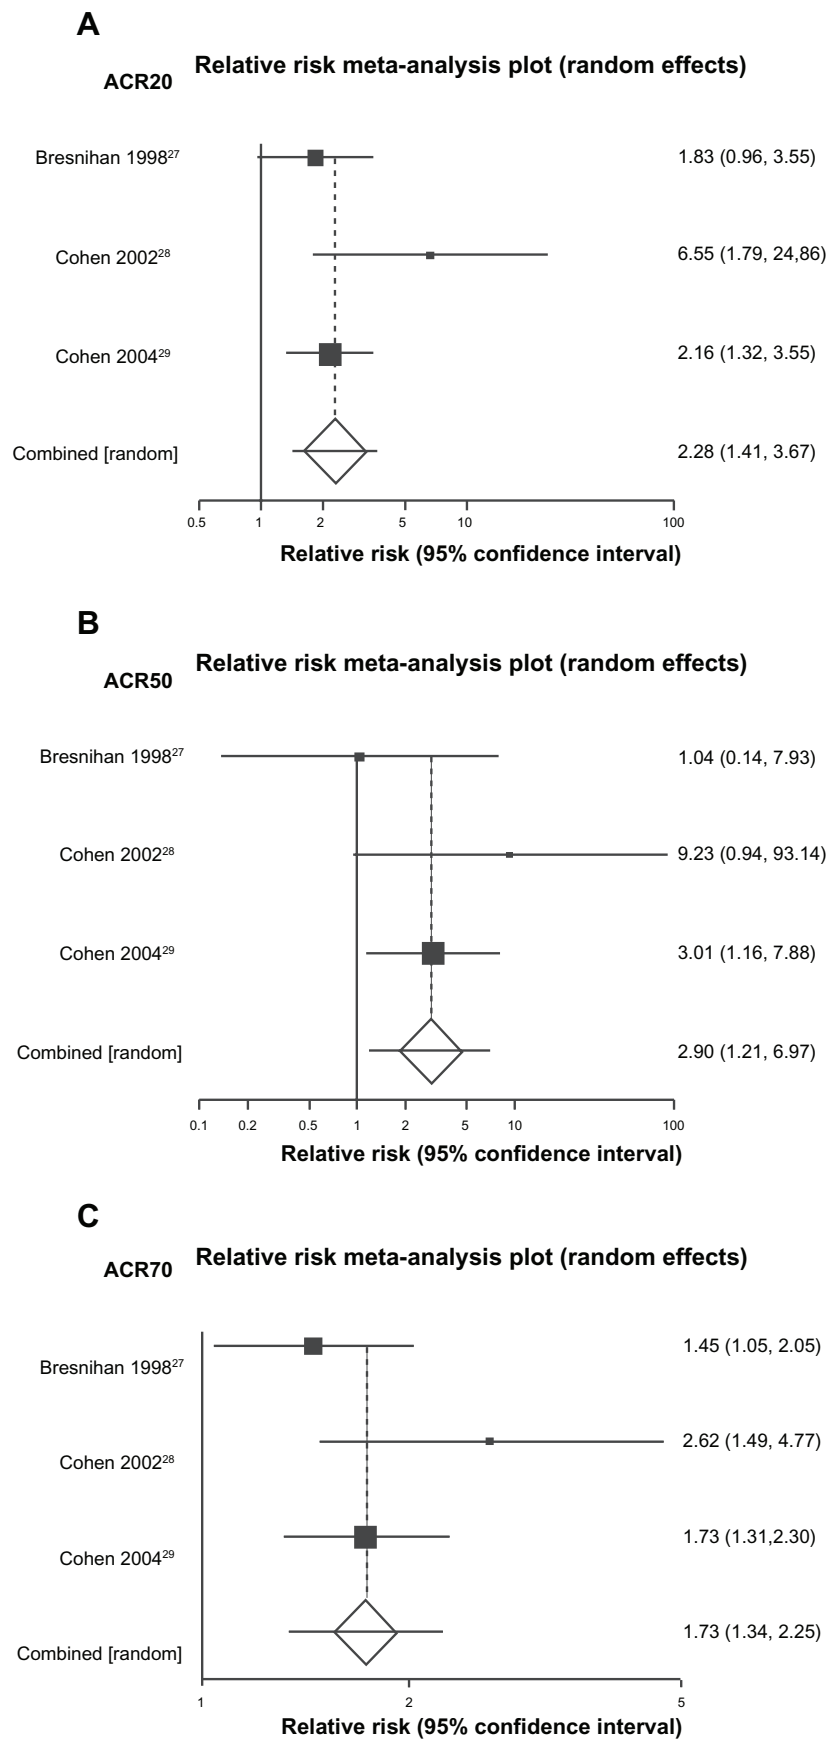 A
ACR20 Relative risk meta-analysis plot (random effects)
Bresnihan 1998²⁷ 1.83 (0.96, 3.55)
Cohen 2002²⁸ 6.55 (1.79, 24,86)
Cohen 2004²⁹ 2.16 (1.32, 3.55)
Combined [random] 2.28 (1.41, 3.67)
0.5 1 2 5 10 100
Relative risk (95% confidence interval)
B
ACR50 Relative risk meta-analysis plot (random effects)
Bresnihan 1998²⁷ 1.04 (0.14, 7.93)
Cohen 2002²⁸ 9.23 (0.94, 93.14)
Cohen 2004²⁹ 3.01 (1.16, 7.88)
Combined [random] 2.90 (1.21, 6.97)
0.1 0.2 0.5 1 2 5 10 100
Relative risk (95% confidence interval)
C
ACR70 Relative risk meta-analysis plot (random effects)
Bresnihan 1998²⁷ 1.45 (1.05, 2.05)
Cohen 2002²⁸ 2.62 (1.49, 4.77)
Cohen 2004²⁹ 1.73 (1.31,2.30)
Combined [random] 1.73 (1.34, 2.25)
1 2 5
Relative risk (95% confidence interval)